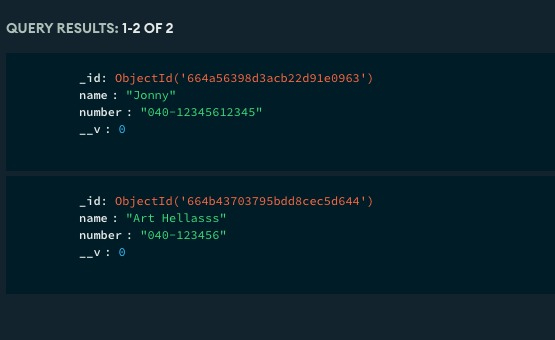 QUERY RESULTS: 1-2 OF 2
_id: ObjectId('664a56398d3acb22d91e0963')
name : "Jonny"
number : "040-12345612345"
__v : 0
_id: ObjectId('664b43703795bdd8cec5d644')
name : "Art Hellasss"
number : "040-123456"
__v : 0